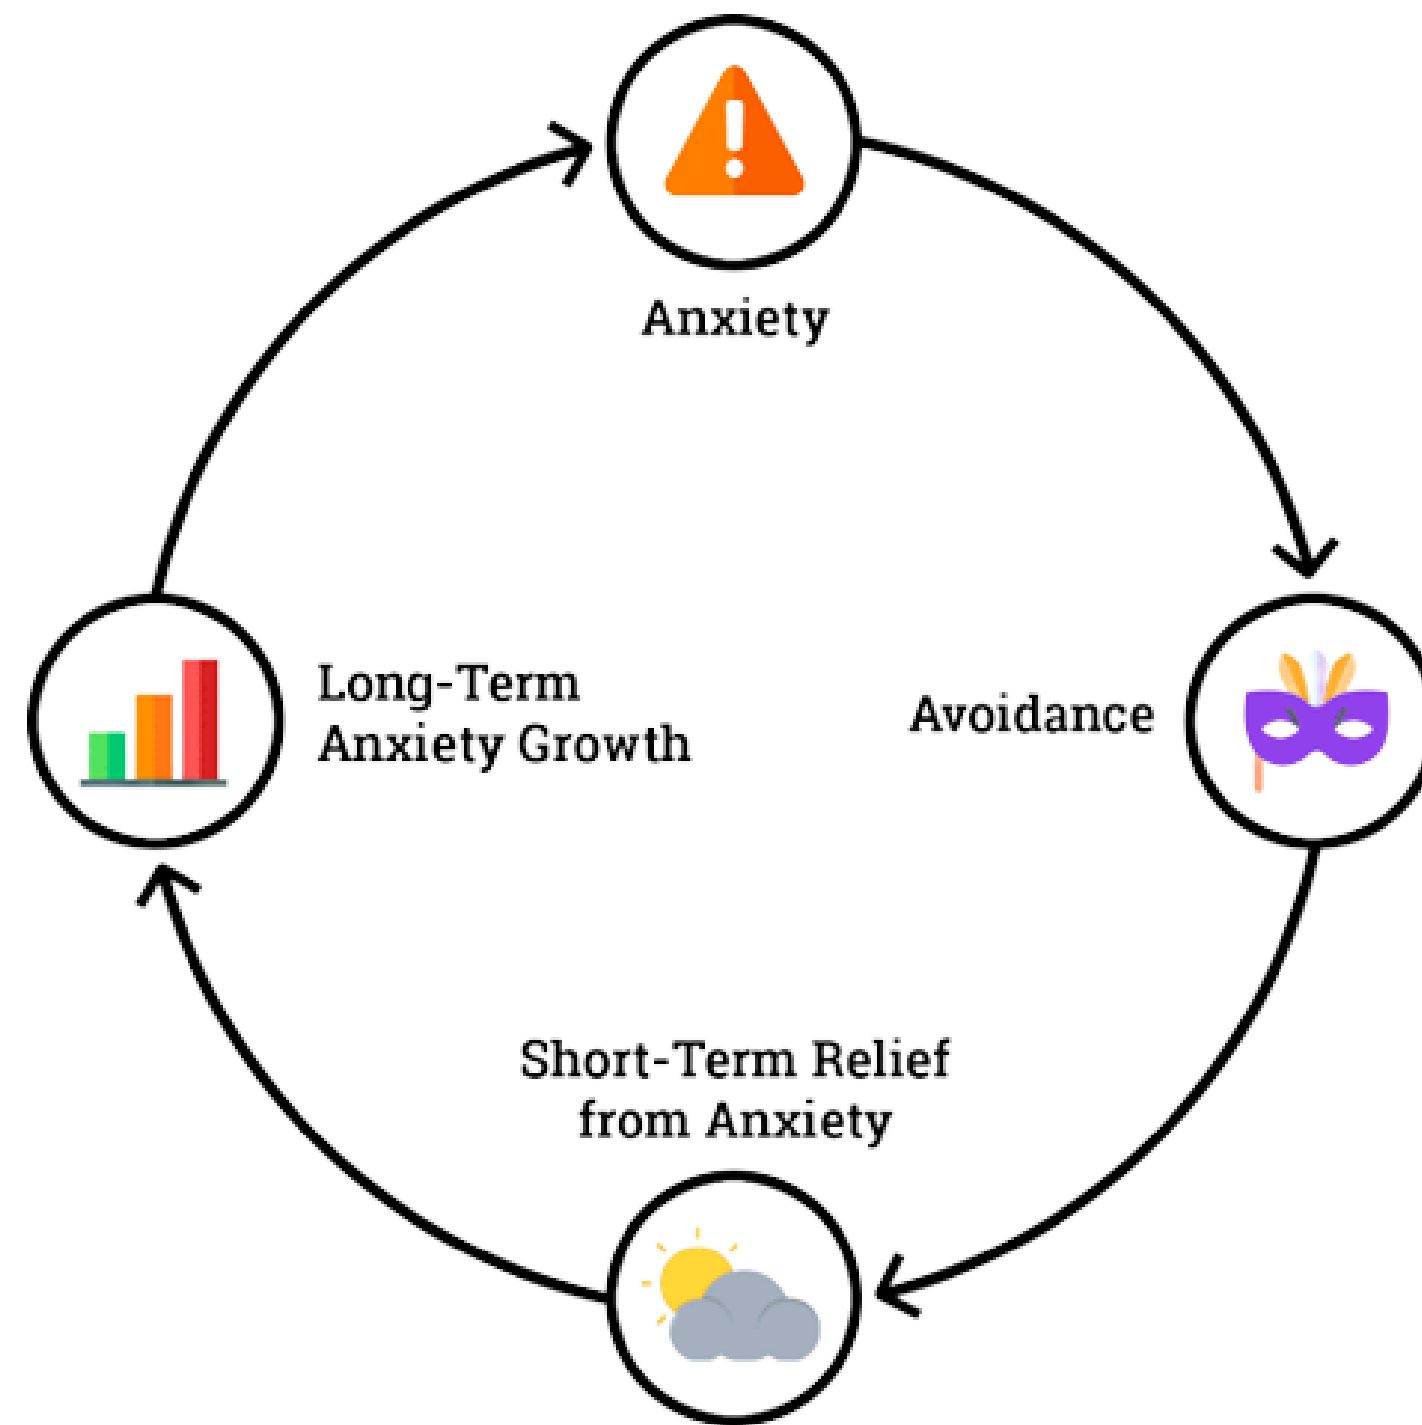 Anxiety
Avoidance
Short-Term Relief
from Anxiety
Long-Term
Anxiety Growth